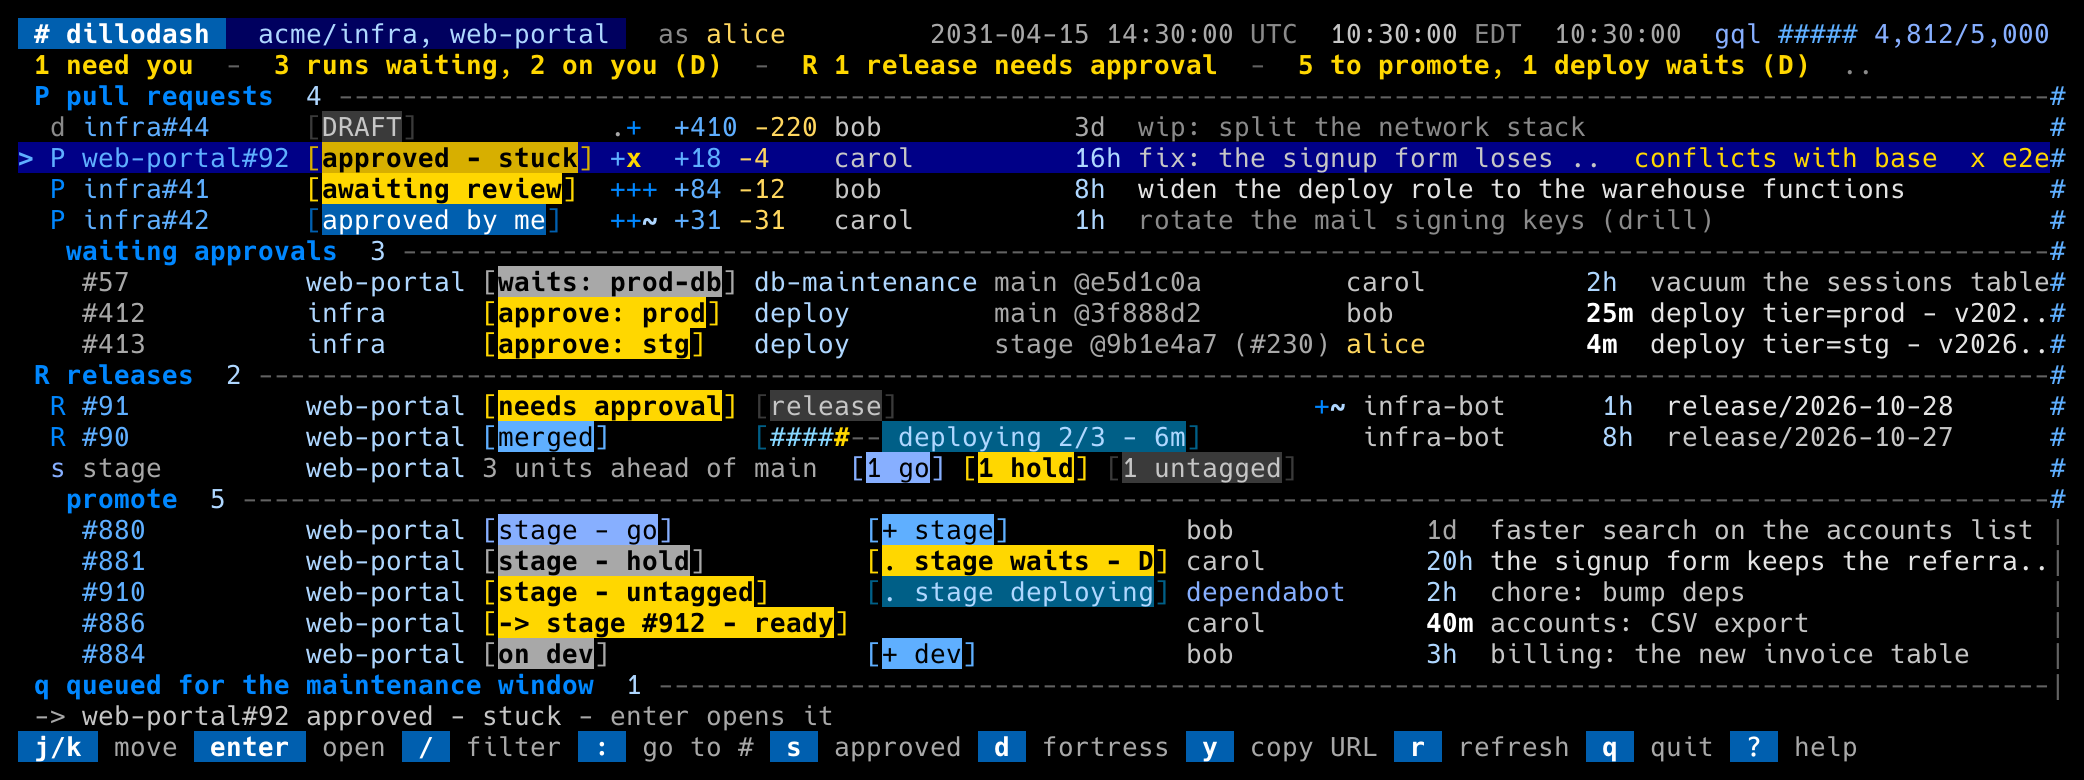 # dillodash acme/infra, web-portal as alice 2031-04-15 14:30:00 UTC 10:30:00 EDT 10:30:00 gql ##### 4,812/5,000
1 need you - 3 runs waiting, 2 on you (D) - R 1 release needs approval - 5 to promote, 1 deploy waits (D) ..
P pull requests 4 -----------------------------------------------------------------------------------------------------------#
d infra#44 [DRAFT] .+ +410 -220 bob 3d wip: split the network stack #
> P web-portal#92 [approved - stuck] +x +18 -4 carol 16h fix: the signup form loses .. conflicts with base x e2e#
P infra#41 [awaiting review] +++ +84 -12 bob 8h widen the deploy role to the warehouse functions #
P infra#42 [approved by me] ++~ +31 -31 carol 1h rotate the mail signing keys (drill) #
waiting approvals 3 -------------------------------------------------------------------------------------------------------#
#57 web-portal [waits: prod-db] db-maintenance main @e5d1c0a carol 2h vacuum the sessions table#
#412 infra [approve: prod] deploy main @3f888d2 bob 25m deploy tier=prod - v202..#
#413 infra [approve: stg] deploy stage @9b1e4a7 (#230) alice 4m deploy tier=stg - v2026..#
R releases 2 ----------------------------------------------------------------------------------------------------------------#
R #91 web-portal [needs approval] [release] +~ infra-bot 1h release/2026-10-28 #
R #90 web-portal [merged] [#####-- deploying 2/3 - 6m] infra-bot 8h release/2026-10-27 #
s stage web-portal 3 units ahead of main [1 go] [1 hold] [1 untagged] #
promote 5 -----------------------------------------------------------------------------------------------------------------#
#880 web-portal [stage - go] [+ stage] bob 1d faster search on the accounts list |
#881 web-portal [stage - hold] [. stage waits - D] carol 20h the signup form keeps the referra..|
#910 web-portal [stage - untagged] [. stage deploying] dependabot 2h chore: bump deps |
#886 web-portal [-> stage #912 - ready] carol 40m accounts: CSV export |
#884 web-portal [on dev] [+ dev] bob 3h billing: the new invoice table |
q queued for the maintenance window 1 ---------------------------------------------------------------------------------------|
-> web-portal#92 approved - stuck - enter opens it
j/k move enter open / filter : go to # s approved d fortress y copy URL r refresh q quit ? help